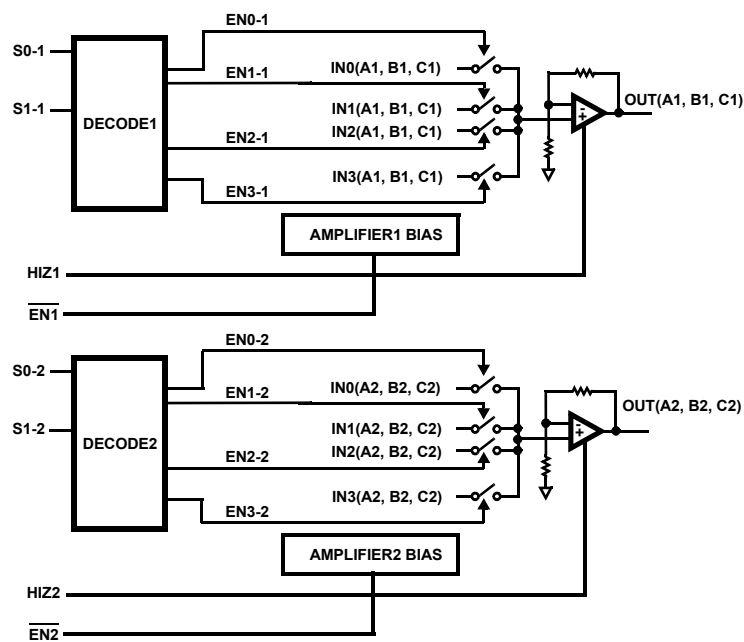 EN0-1
S0-1
EN1-1
IN0(A1, B1, C1)
S1-1
IN1(A1, B1, C1)
OUT(A1, B1, C1)
DECODE1
EN2-1
IN2(A1, B1, C1)
-
+
EN3-1
IN3(A1, B1, C1)
AMPLIFIER1 BIAS
HIZ1
EN1
EN0-2
S0-2
EN1-2
IN0(A2, B2, C2)
S1-2
IN1(A2, B2, C2)
OUT(A2, B2, C2)
DECODE2
EN2-2
IN2(A2, B2, C2)
-
+
EN3-2
IN3(A2, B2, C2)
AMPLIFIER2 BIAS
HIZ2
EN2